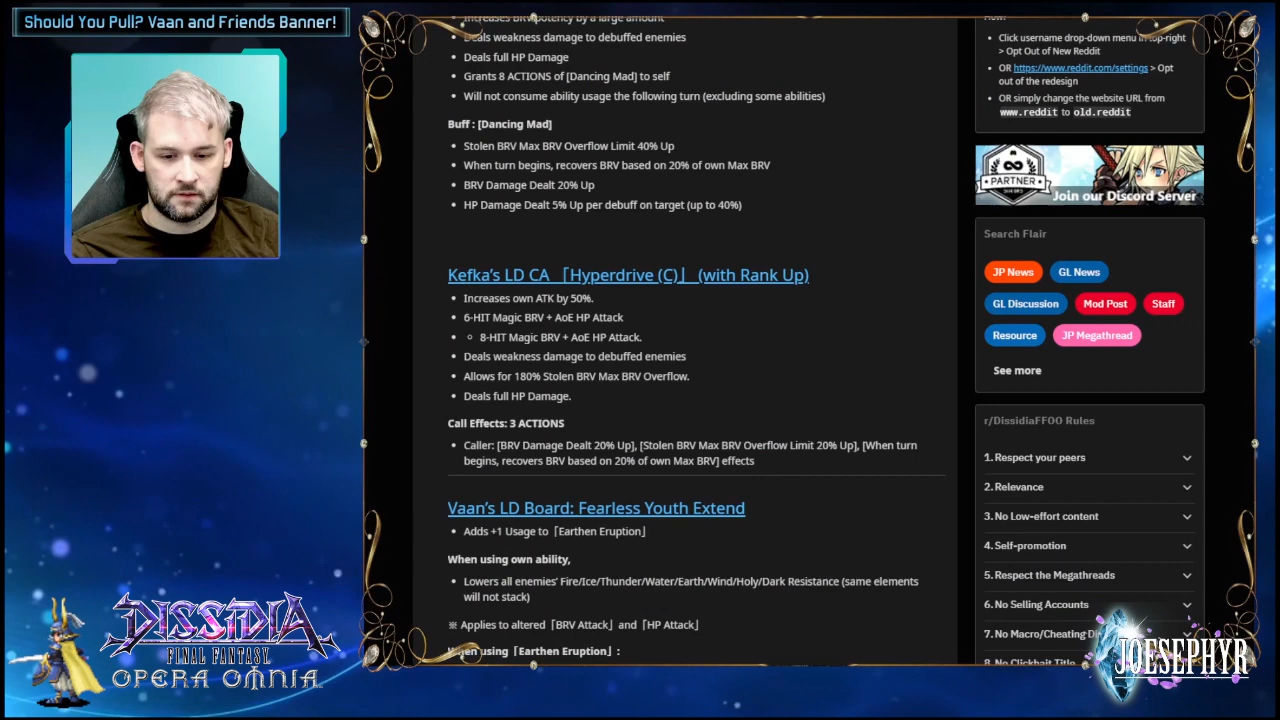 Should You Pull? Vaan and Friends Banner!
Increases BRV potency by a large amount
Deals weakness damage to debuffed enemies
Deals full HP Damage
Grants 8 ACTIONS of [Dancing Mad] to self
Will not consume ability usage the following turn (excluding some abilities)
Buff : [Dancing Mad]
Stolen BRV Max BRV Overflow Limit 40% Up
When turn begins, recovers BRV based on 20% of own Max BRV
BRV Damage Dealt 20% Up
HP Damage Dealt 5% Up per debuff on target (up to 40%)
Kefka's LD CA 「Hyperdrive (C)」 (with Rank Up)
Increases own ATK by 50%.
6-HIT Magic BRV + AoE HP Attack
8-HIT Magic BRV + AoE HP Attack.
Deals weakness damage to debuffed enemies
Allows for 180% Stolen BRV Max BRV Overflow.
Deals full HP Damage.
Call Effects: 3 ACTIONS
Caller: [BRV Damage Dealt 20% Up], [Stolen BRV Max BRV Overflow Limit 20% Up], [When turn
begins, recovers BRV based on 20% of own Max BRV] effects
Vaan's LD Board: Fearless Youth Extend
Adds +1 Usage to 「Earthen Eruption」
When using own ability,
Lowers all enemies' Fire/Ice/Thunder/Water/Earth/Wind/Holy/Dark Resistance (same elements
will not stack)
※ Applies to altered 「BRV Attack」 and 「HP Attack」
When using 「Earthen Eruption」 :
How?
Click username drop-down menu in top-right
> Opt Out of New Reddit
OR https://www.reddit.com/settings > Opt
out of the redesign
OR simply change the website URL from
www.reddit to old.reddit
PARTNER
Join our Discord Server
Search Flair
JP News
GL News
GL Discussion
Mod Post
Staff
Resource
JP Megathread
See more
r/DissidiaFFOO Rules
1. Respect your peers
2. Relevance
3. No Low-effort content
4. Self-promotion
5. Respect the Megathreads
6. No Selling Accounts
7. No Macro/Cheating
8. No Clickbait Title
DISSIDIA
FINAL FANTASY
OPERA OMNIA
JOESEPHYR